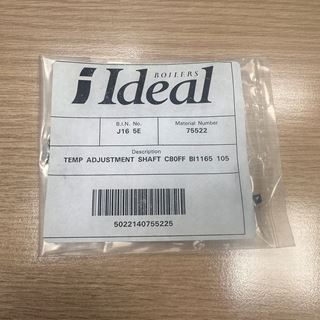 BOILERS
i Ideal
B.I.N. No. Material Number
J16 5E 75522
Description
TEMP ADJUSTMENT SHAFT C80FF BI1165 105
5022140755225